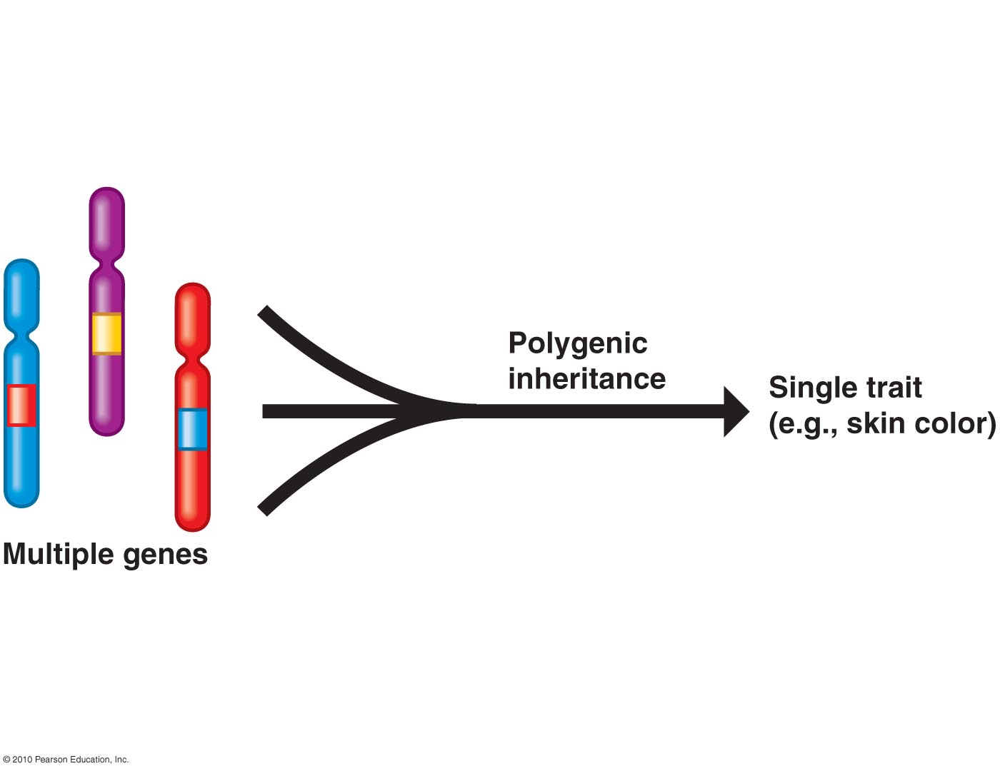 Polygenic
inheritance
Single trait
(e.g., skin color)
Multiple genes
© 2010 Pearson Education, Inc.